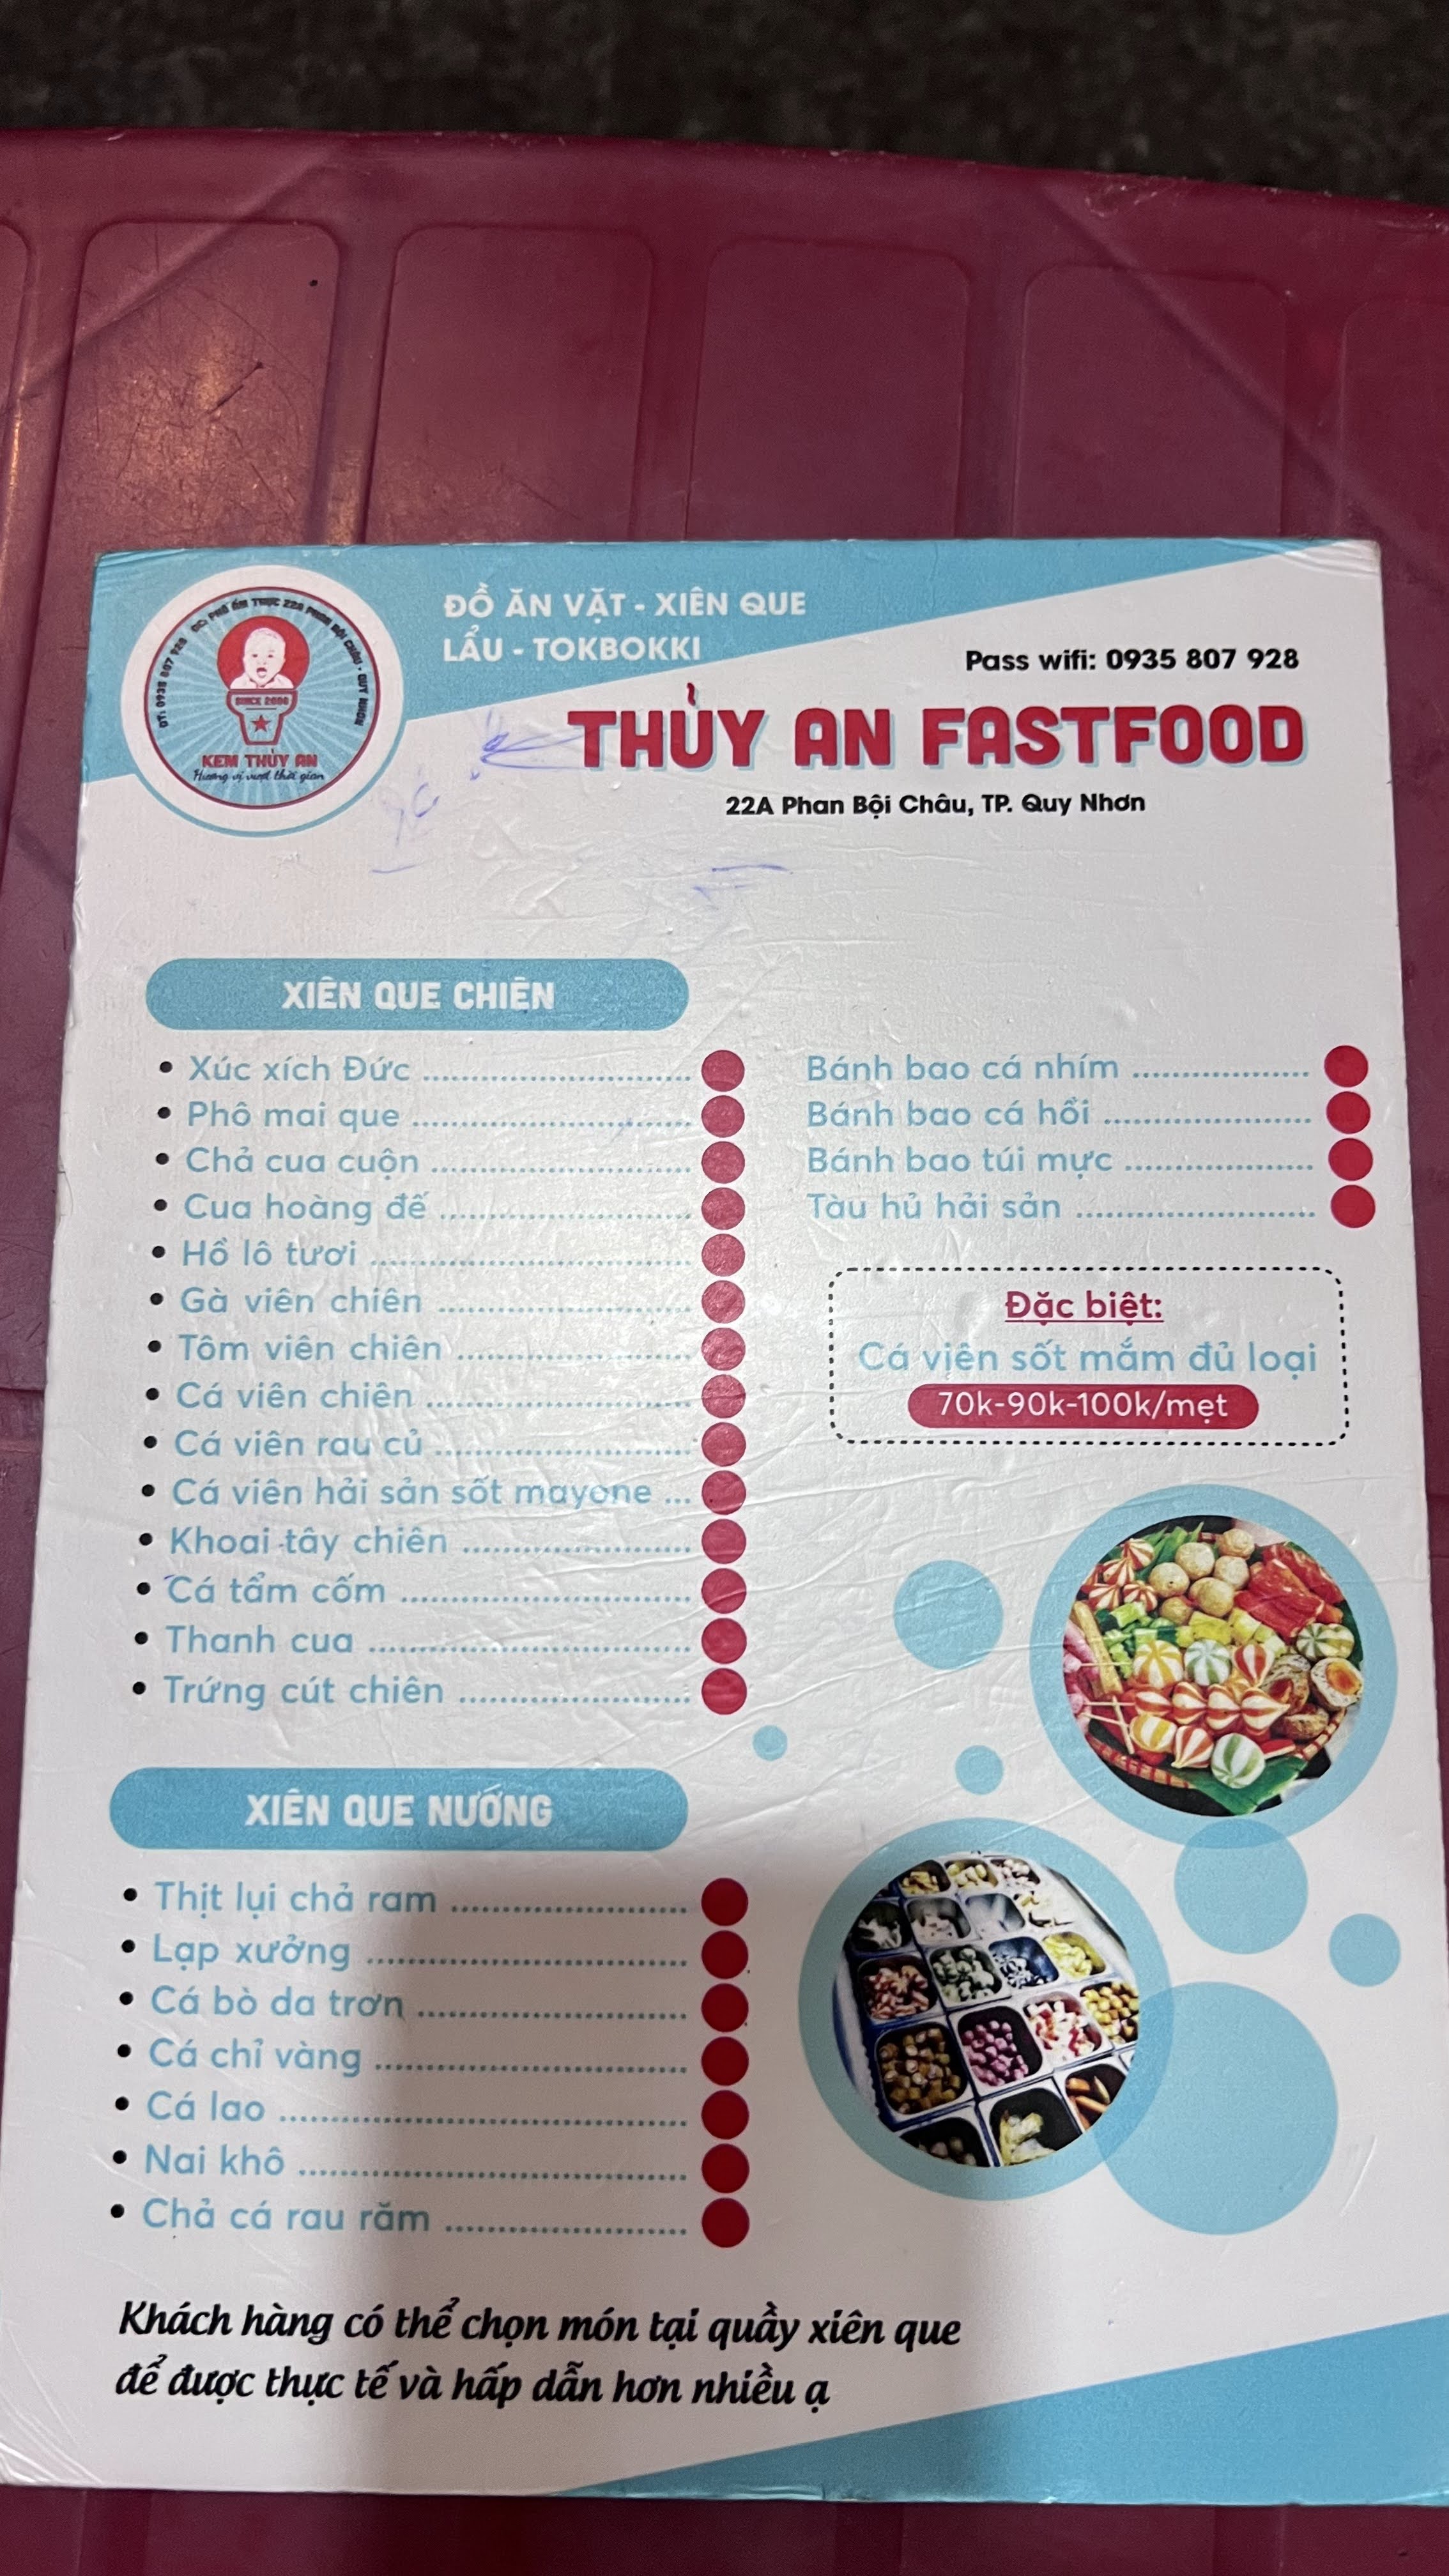 ĐỒ ĂN VẶT - XIÊN QUE
LẨU - TOKBOKKI
Pass wifi: 0935 807 928
ĐT: 0935 807 928 ĐC: PHỐ ẨM THỰC 22A PHAN BỘI CHÂU - QUY NHƠN
SINCE 2000
KEM THỦY AN
Hương vị vượt thời gian
THỦY AN FASTFOOD
22A Phan Bội Châu, TP. Quy Nhơn
XIÊN QUE CHIÊN
• Xúc xích Đức
• Phô mai que
• Chả cua cuộn
• Cua hoàng đế
• Hồ lô tươi
• Gà viên chiên
• Tôm viên chiên
• Cá viên chiên
• Cá viên rau củ
• Cá viên hải sản sốt mayone ...
• Khoai tây chiên
• Cá tẩm cốm
• Thanh cua
• Trứng cút chiên
Bánh bao cá nhím
Bánh bao cá hồi
Bánh bao túi mực
Tàu hủ hải sản
Đặc biệt:
Cá viên sốt mắm đủ loại
70k-90k-100k/mẹt
XIÊN QUE NƯỚNG
• Thịt lụi chả ram
• Lạp xưởng
• Cá bò da trơn
• Cá chỉ vàng
• Cá lao
• Nai khô
• Chả cá rau răm
Khách hàng có thể chọn món tại quầy xiên que
để được thực tế và hấp dẫn hơn nhiều ạ